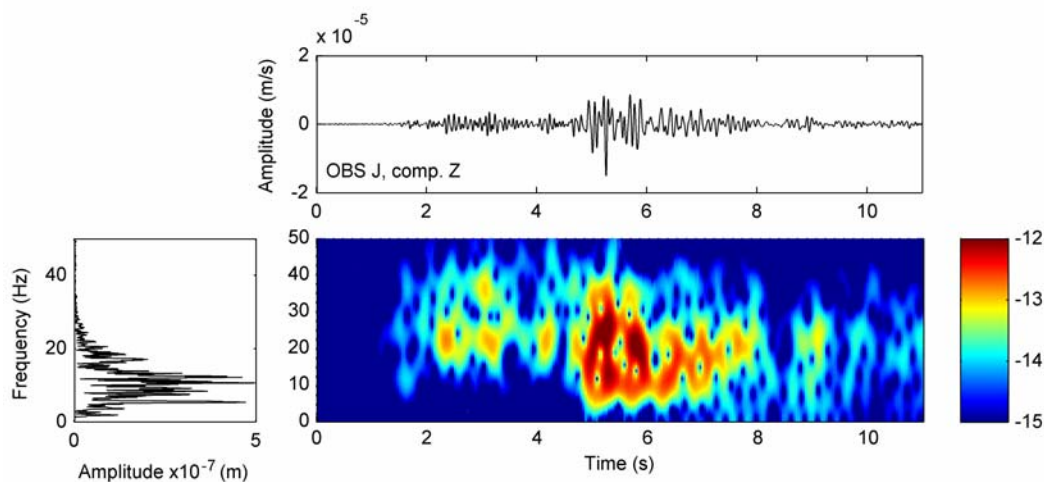 x 10⁻⁵
2
0
-2
Amplitude (m/s)
OBS J, comp. Z
0 2 4 6 8 10
Frequency (Hz)
40
20
0
0 5
Amplitude x10⁻⁷ (m)
50
40
30
20
10
0
0 2 4 6 8 10
Time (s)
-12
-13
-14
-15